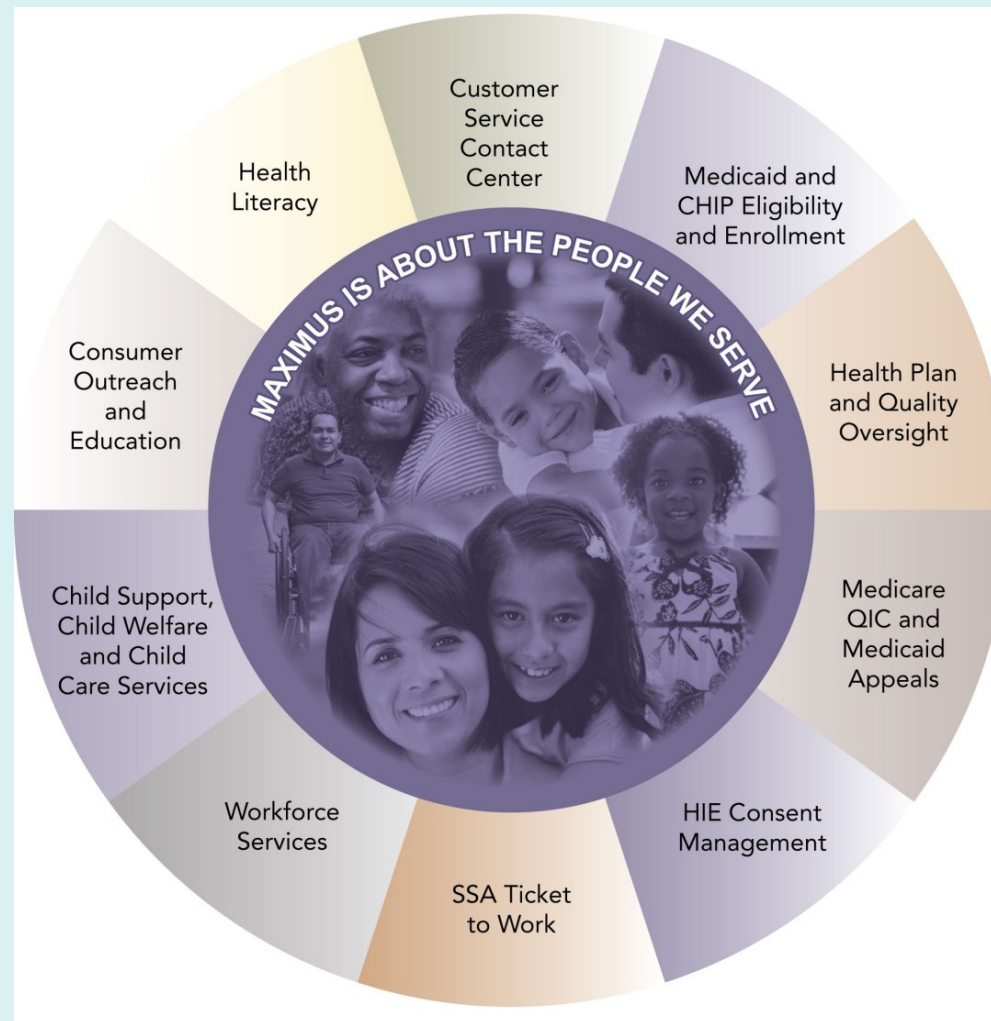 Customer
Service
Contact
Center
Medicaid and
CHIP Eligibility
and Enrollment
Health Plan
and Quality
Oversight
Medicare
QIC and
Medicaid
Appeals
HIE Consent
Management
SSA Ticket
to Work
Workforce
Services
Child Support,
Child Welfare
and Child
Care Services
Consumer
Outreach
and
Education
Health
Literacy
MAXIMUS IS ABOUT THE PEOPLE WE SERVE